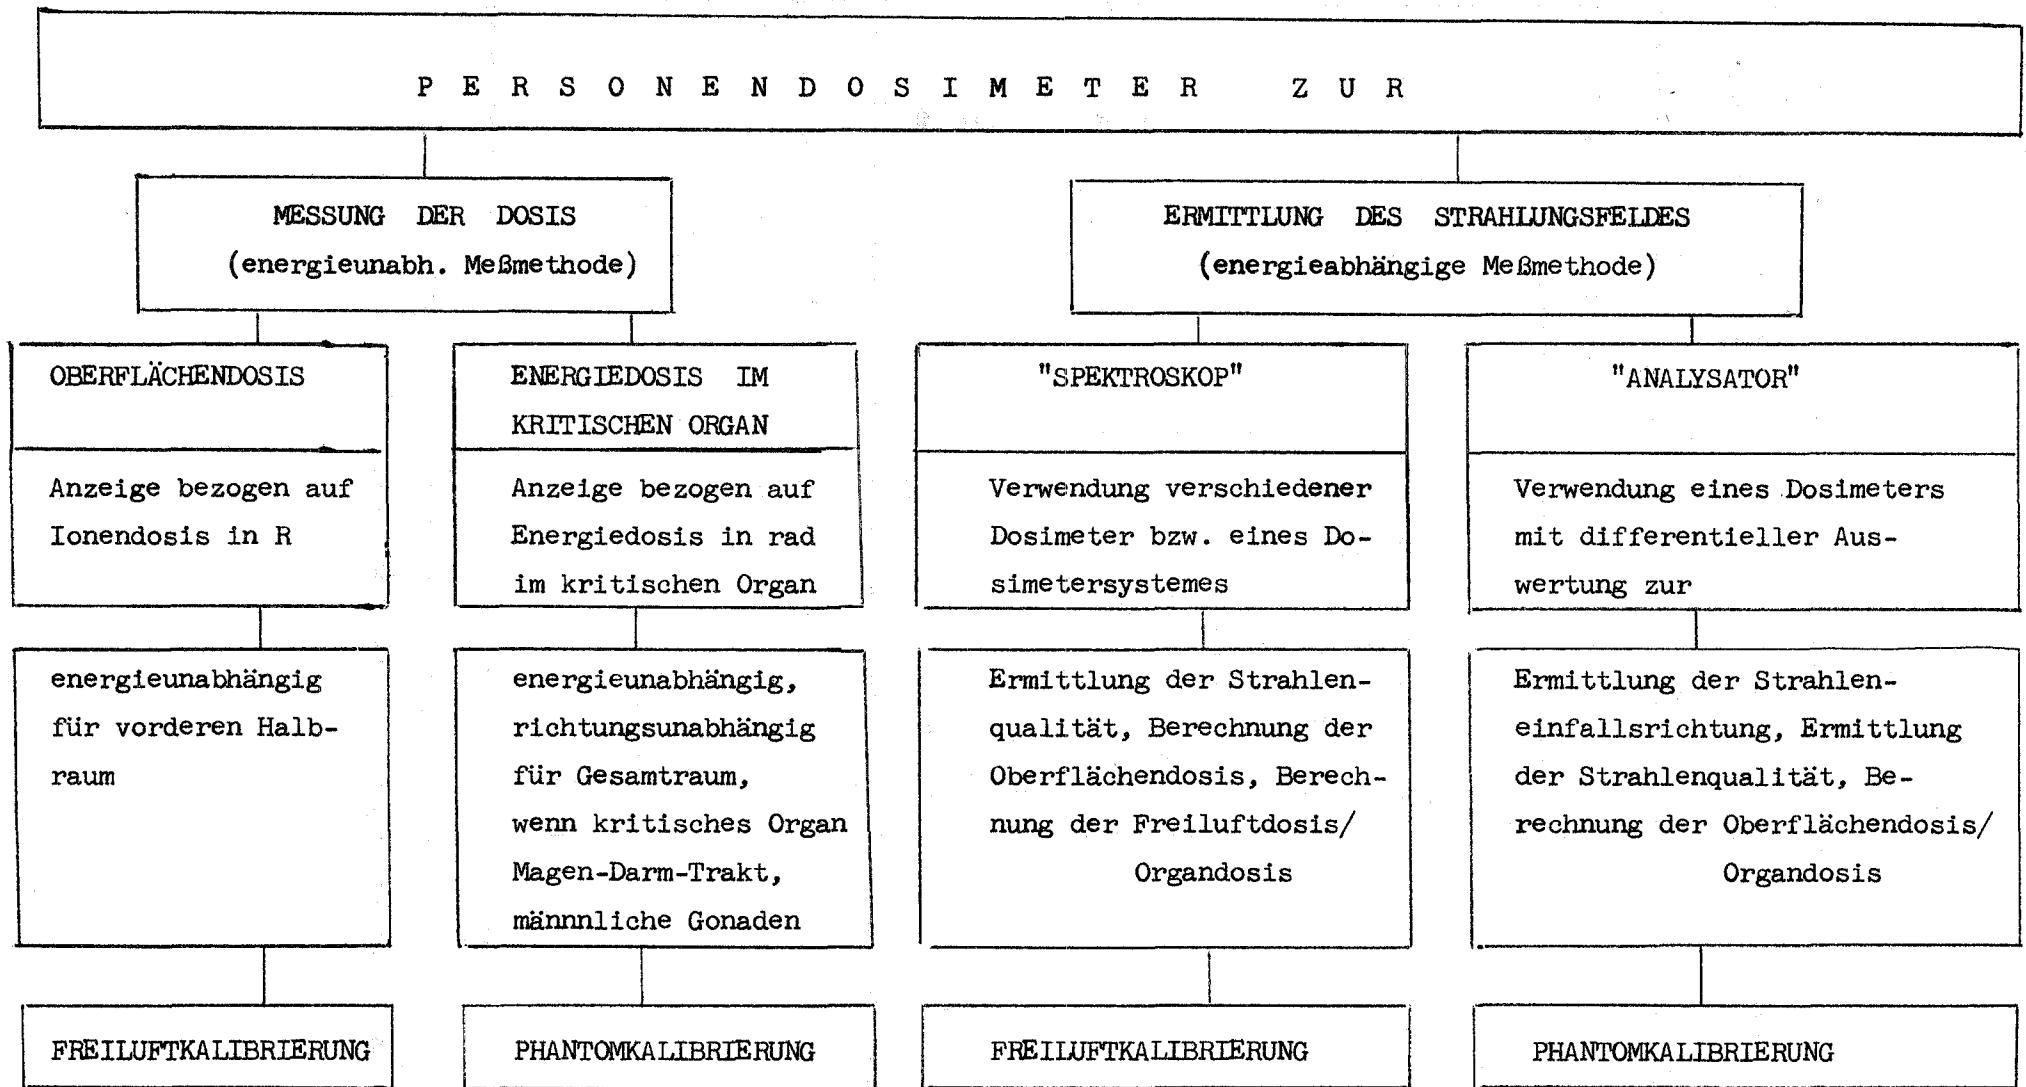 PERSONENDOSIMETER ZUR
MESSUNG DER DOSIS
(energieunabh. Meßmethode)
ERMITTLUNG DES STRAHLUNGSFELDES
(energieabhängige Meßmethode)
OBERFLÄCHENDOSIS
Anzeige bezogen auf
Ionendosis in R
energieunabhängig
für vorderen Halb-
raum
FREILUFTKALIBRIERUNG
ENERGIEDOSIS IM
KRITISCHEN ORGAN
Anzeige bezogen auf
Energiedosis in rad
im kritischen Organ
energieunabhängig,
richtungsunabhängig
für Gesamtraum,
wenn kritisches Organ
Magen-Darm-Trakt,
männnliche Gonaden
PHANTOMKALIBRIERUNG
"SPEKTROSKOP"
Verwendung verschiedener
Dosimeter bzw. eines Do-
simetersystemes
Ermittlung der Strahlen-
qualität, Berechnung der
Oberflächendosis, Berech-
nung der Freiluftdosis/
Organdosis
FREILUFTKALIBRIERUNG
"ANALYSATOR"
Verwendung eines Dosimeters
mit differentieller Aus-
wertung zur
Ermittlung der Strahlen-
einfallsrichtung, Ermittlung
der Strahlenqualität, Be-
rechnung der Oberflächendosis/
Organdosis
PHANTOMKALIBRIERUNG